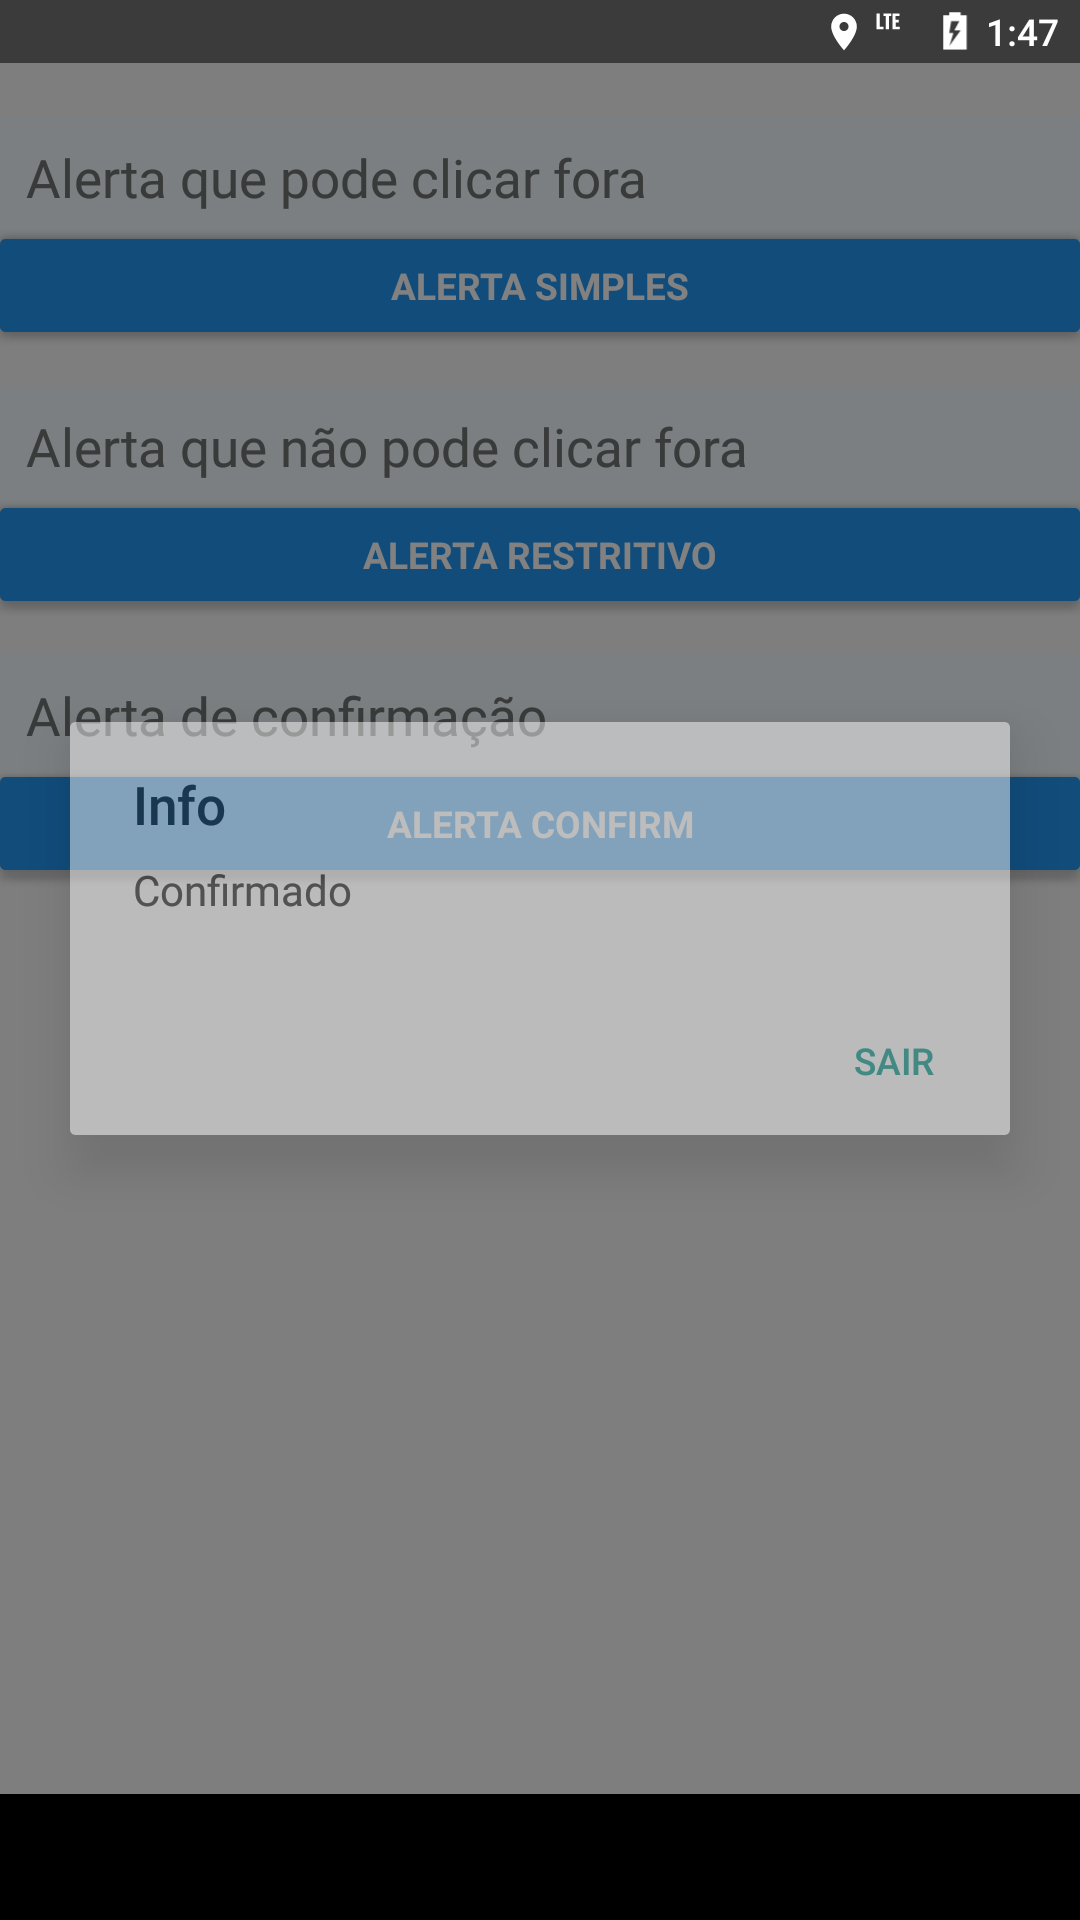 LTE 1:47
Alerta que pode clicar fora
ALERTA SIMPLES
Alerta que não pode clicar fora
ALERTA RESTRITIVO
Alerta de confirmação
Info
ALERTA CONFIRM
Confirmado
SAIR